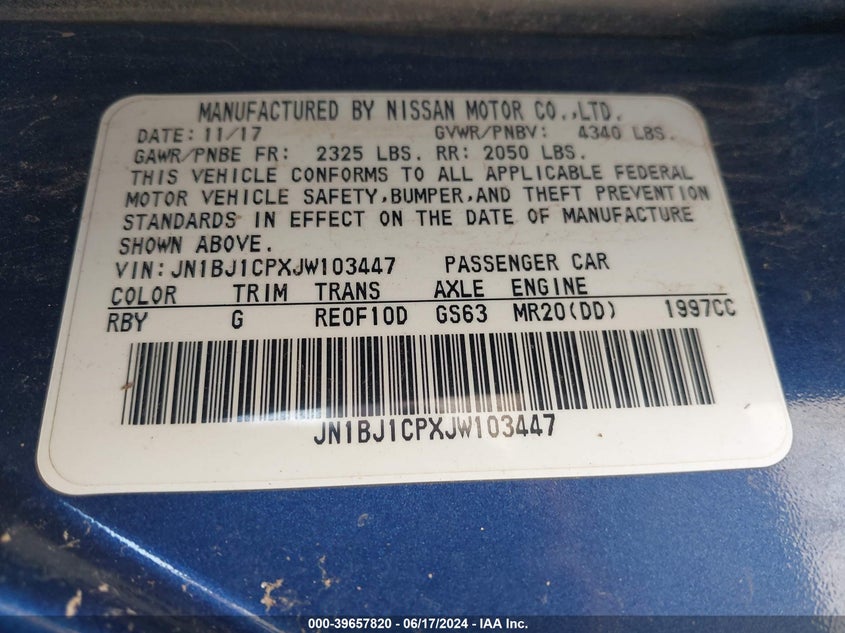 MANUFACTURED BY NISSAN MOTOR CO.,LTD.
DATE: 11/17 GVWR/PNBV: 4340 LBS.
GAWR/PNBE FR: 2325 LBS. RR: 2050 LBS.
THIS VEHICLE CONFORMS TO ALL APPLICABLE FEDERAL
MOTOR VEHICLE SAFETY,BUMPER,AND THEFT PREVENTION
STANDARDS IN EFFECT ON THE DATE OF MANUFACTURE
SHOWN ABOVE.
VIN: JN1BJ1CPXJW103447 PASSENGER CAR
COLOR TRIM TRANS AXLE ENGINE
RBY G RE0F10D GS63 MR20(DD) 1997CC
JN1BJ1CPXJW103447
000-39657820 - 06/17/2024 - IAA Inc.